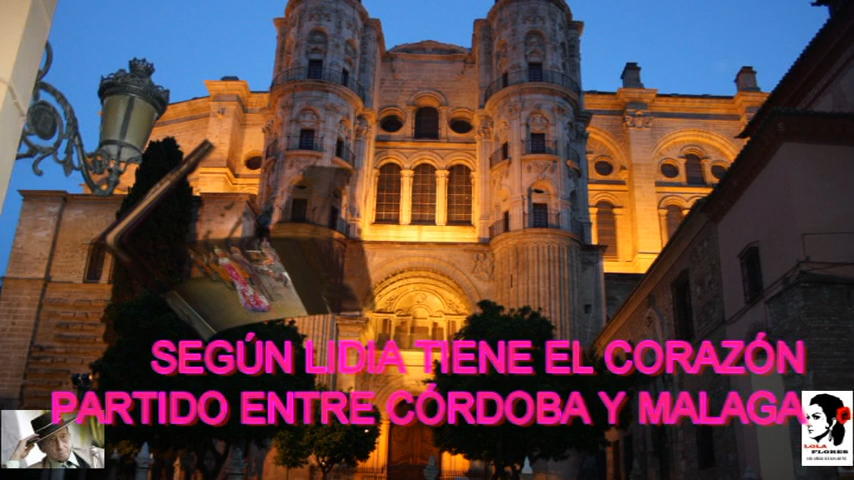 SEGÚN LIDIA TIENE EL CORAZÓN
PARTIDO ENTRE CÓRDOBA Y MALAGA
LOLA
FLORES